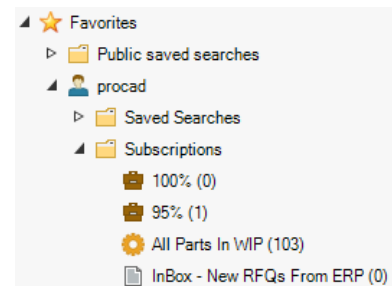 Favorites
Public saved searches
procad
Saved Searches
Subscriptions
100% (0)
95% (1)
All Parts In WIP (103)
InBox - New RFQs From ERP (0)